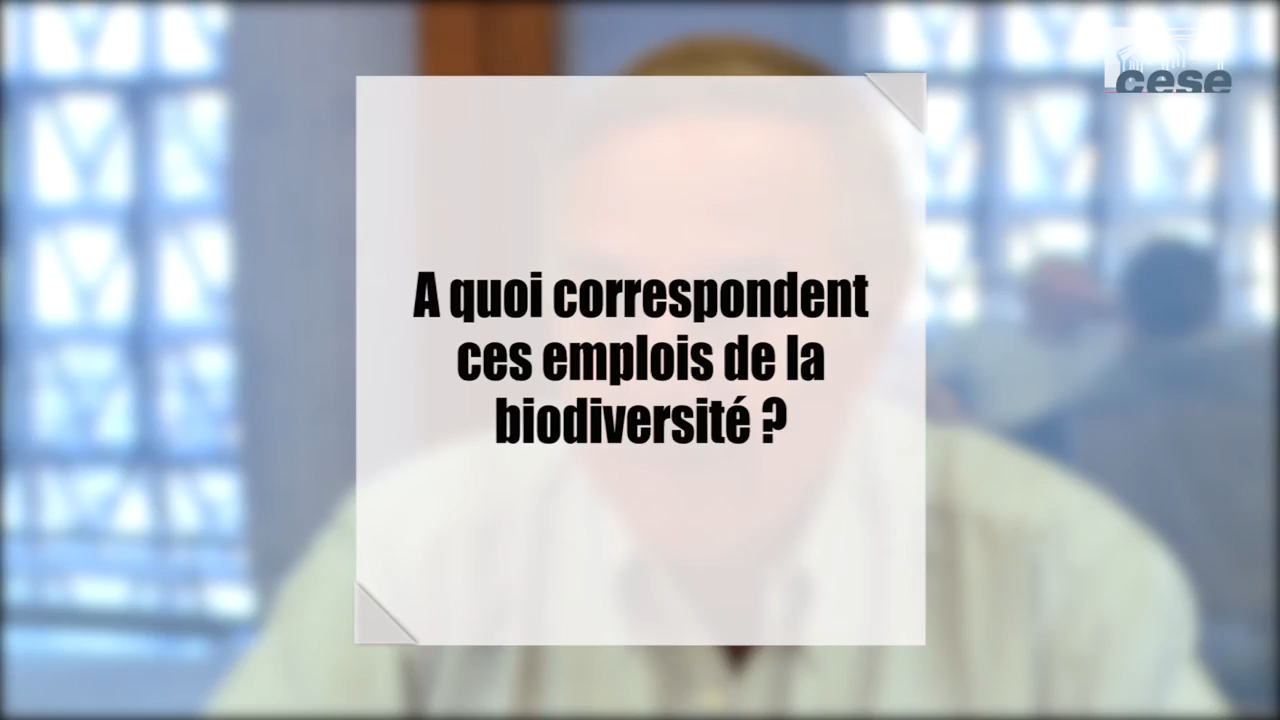 cese
A quoi correspondent
ces emplois de la
biodiversité ?